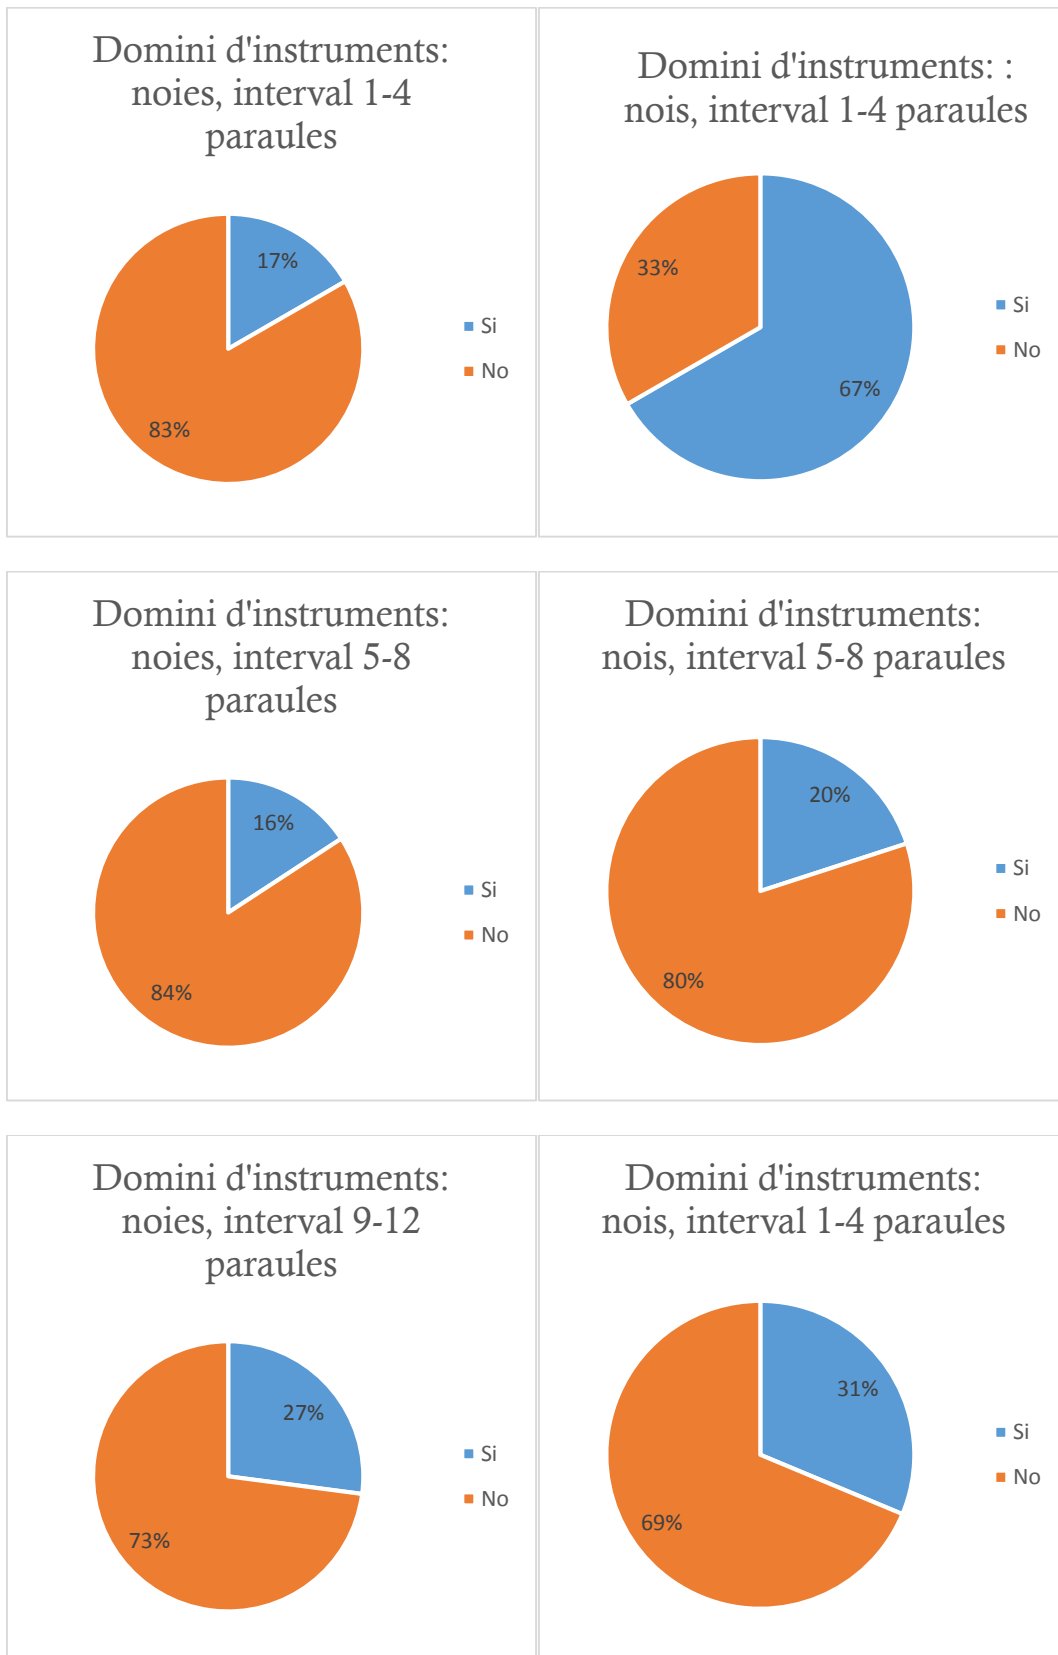 Domini d'instruments:
noies, interval 1-4
paraules
17%
83%
Si
No
Domini d'instruments: :
nois, interval 1-4 paraules
33%
67%
Si
No
Domini d'instruments:
noies, interval 5-8
paraules
16%
84%
Si
No
Domini d'instruments:
nois, interval 5-8 paraules
20%
80%
Si
No
Domini d'instruments:
noies, interval 9-12
paraules
27%
73%
Si
No
Domini d'instruments:
nois, interval 1-4 paraules
31%
69%
Si
No